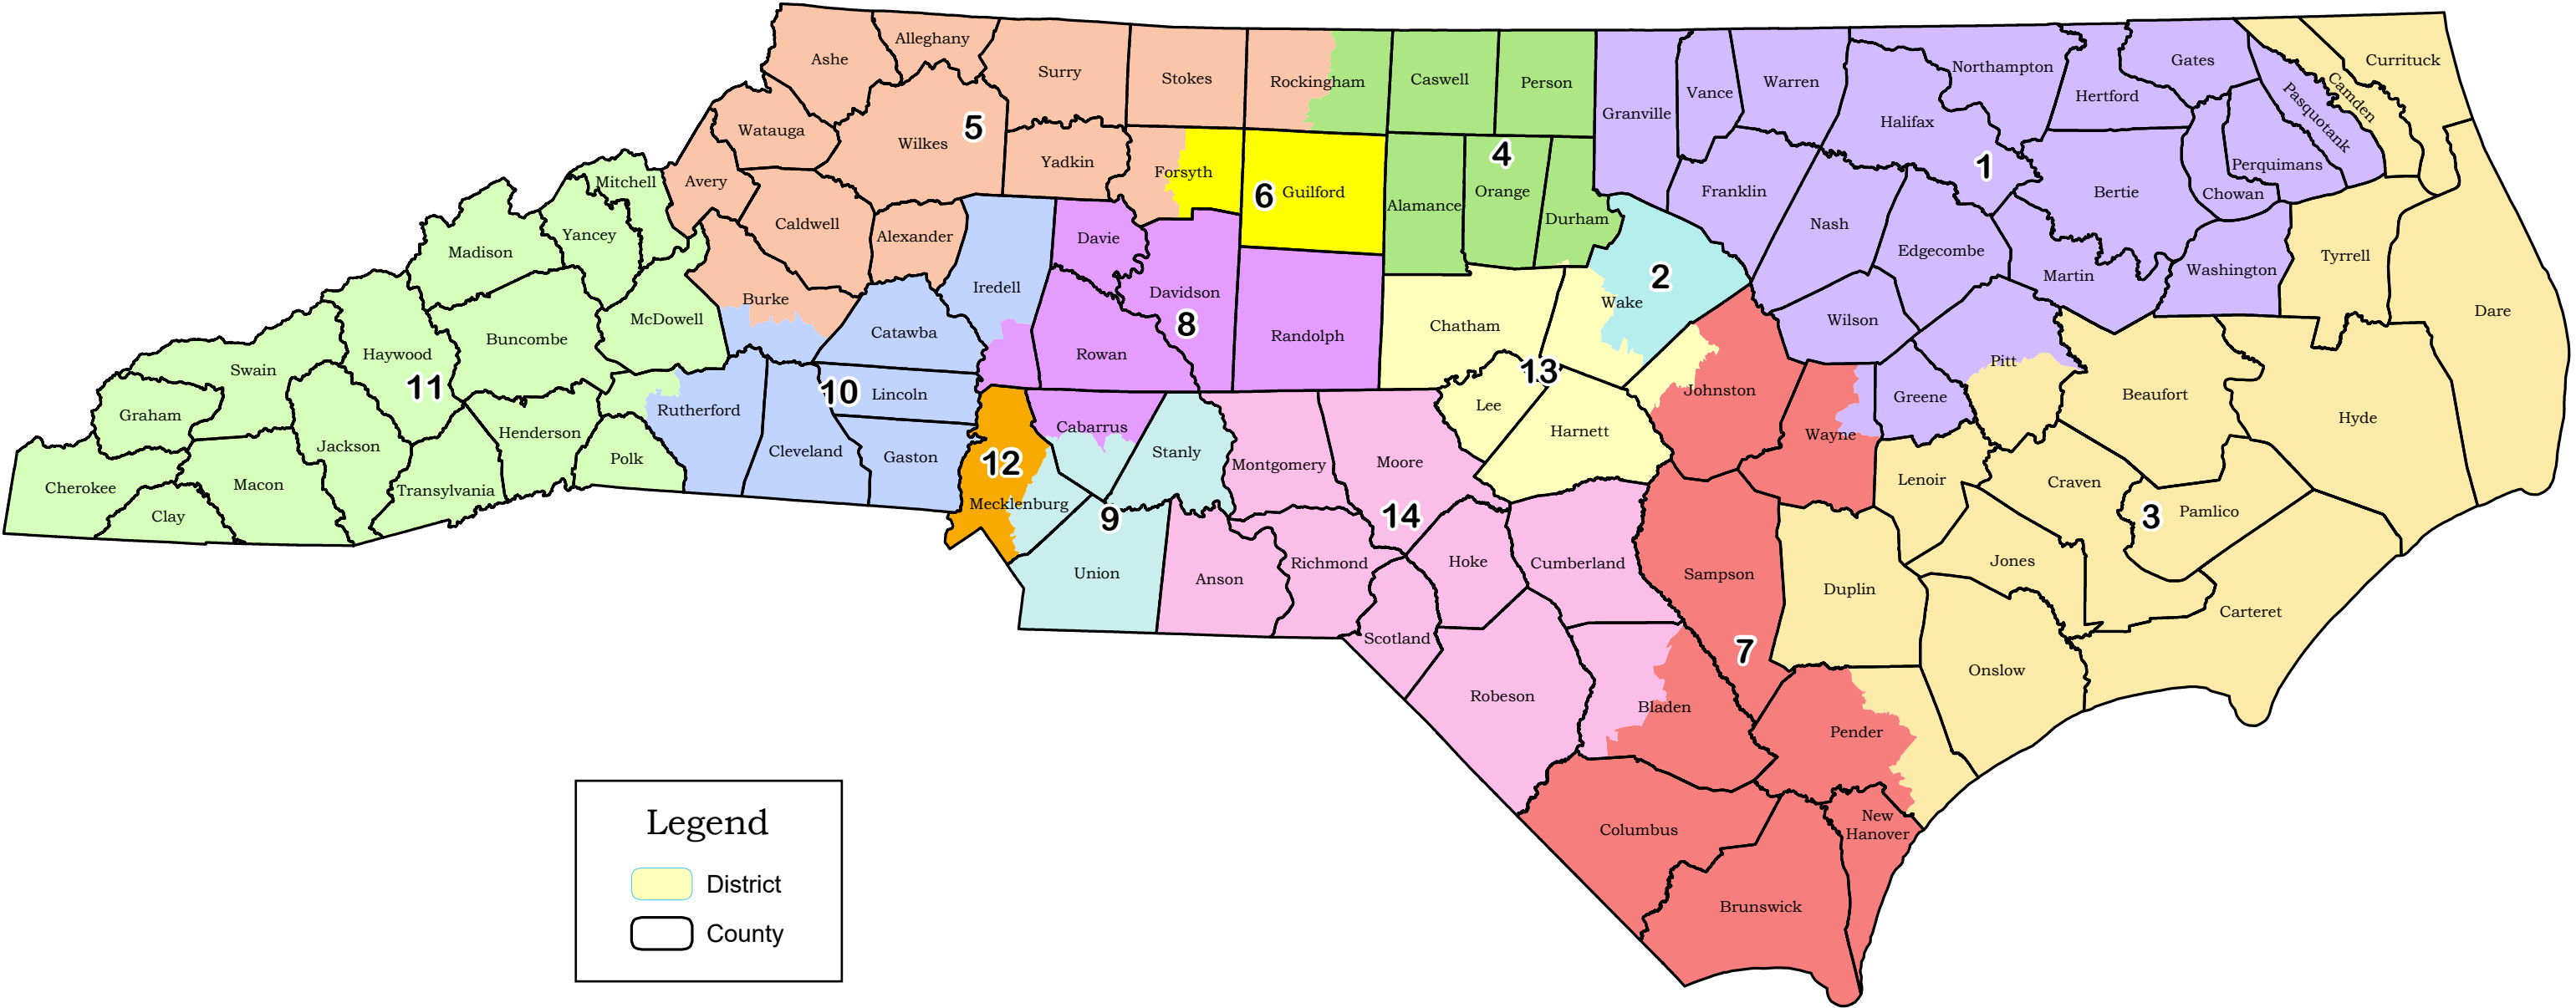 Ashe
Alleghany
Surry
Stokes
Rockingham
Caswell
Person
Granville
Vance
Warren
Northampton
Hertford
Gates
Camden
Currituck
Pasquotank
Perquimans
Chowan
Halifax
Bertie
1
Watauga
Wilkes
5
Yadkin
Forsyth
6
Guilford
Alamance
4
Orange
Durham
Franklin
Nash
Edgecombe
Martin
Washington
Tyrrell
Dare
Mitchell
Avery
Caldwell
Alexander
Davie
Iredell
Davidson
8
Randolph
Chatham
Wake
2
Wilson
Pitt
Madison
Yancey
Burke
McDowell
Buncombe
Haywood
11
Swain
Graham
Cherokee
Clay
Macon
Jackson
Transylvania
Henderson
Polk
Rutherford
Cleveland
10
Catawba
Lincoln
Gaston
Rowan
Cabarrus
Stanly
12
Mecklenburg
9
Union
Anson
Montgomery
Moore
14
Richmond
Scotland
Hoke
Cumberland
Robeson
13
Lee
Harnett
Johnston
Wayne
Greene
Lenoir
Craven
3
Pamlico
Beaufort
Hyde
Jones
Carteret
Onslow
Duplin
Sampson
7
Bladen
Pender
Columbus
New
Hanover
Brunswick
Legend
District
County